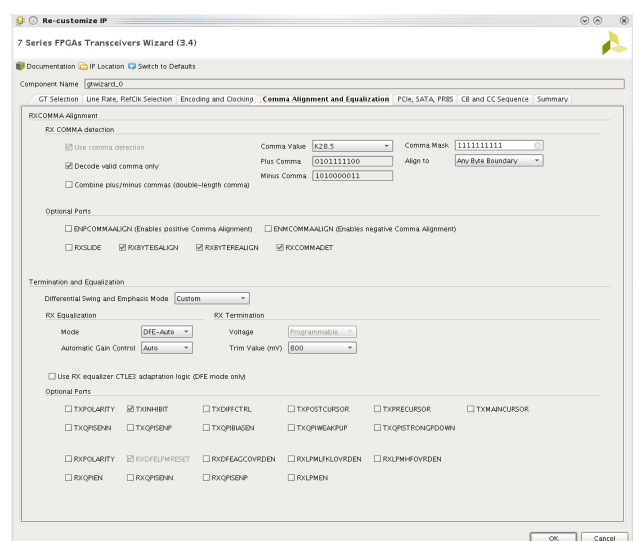 Re-customize IP
7 Series FPGAs Transceivers Wizard (3.4)
Documentation IP Location Switch to Defaults
Component Name gtwizard_0
GT Selection Line Rate, RefClk Selection Encoding and Clocking Comma Alignment and Equalization PCIe, SATA, PRBS CB and CC Sequence Summary
RXCOMMA Alignment
RX COMMA detection
Use comma detection Comma Value K28.5 Comma Mask 1111111111
Decode valid comma only Plus Comma 0101111100 Align to Any Byte Boundary
Minus Comma 1010000011
Combine plus/minus commas (double-length comma)
Optional Ports
ENPCOMMAALIGN (Enables positive Comma Alignment) ENMCOMMAALIGN (Enables negative Comma Alignment)
RXSLIDE RXBYTEISALIGN RXBYTEREALIGN RXCOMMADET
Termination and Equalization
Differential Swing and Emphasis Mode Custom
RX Equalization RX Termination
Mode DFE-Auto Voltage Programmable
Automatic Gain Control Auto Trim Value (mV) 800
Use RX equalizer CTLE3 adaptation logic (DFE mode only)
Optional Ports
TXPOLARITY TXINHIBIT TXDIFFCTRL TXPOSTCURSOR TXPRECURSOR TXMAINCURSOR
TXQPISENN TXQPISENP TXQPIBIASEN TXQPIWEAKPUP TXQPISTRONGPDOWN
RXPOLARITY RXDFELPMRESET RXDFEAGCOVRDEN RXLPMLFKLOVRDEN RXLPMHFOVRDEN
RXQPIEN RXQPISENN RXQPISENP RXLPMEN
OK Cancel